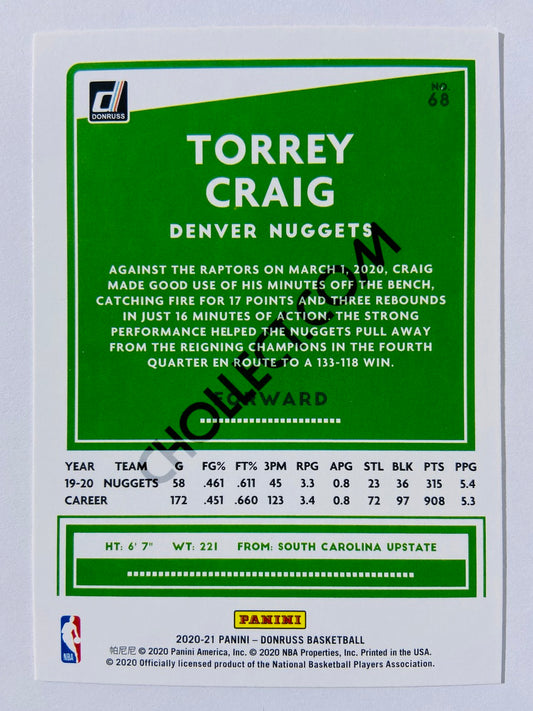 DONRUSS
NO.
68
TORREY
CRAIG
DENVER NUGGETS
AGAINST THE RAPTORS ON MARCH 1, 2020, CRAIG
MADE GOOD USE OF HIS MINUTES OFF THE BENCH,
CATCHING FIRE FOR 17 POINTS AND THREE REBOUNDS
IN JUST 16 MINUTES OF ACTION. THE STRONG
PERFORMANCE HELPED THE NUGGETS PULL AWAY
FROM THE REIGNING CHAMPIONS IN THE FOURTH
QUARTER EN ROUTE TO A 133-118 WIN.
FORWARD
CHOLLECT.COM
YEAR TEAM G FG% FT% 3PM RPG APG STL BLK PTS PPG
19-20 NUGGETS 58 .461 .611 45 3.3 0.8 23 36 315 5.4
CAREER 172 .451 .660 123 3.4 0.8 72 97 908 5.3
HT: 6' 7" WT: 221 FROM: SOUTH CAROLINA UPSTATE
PANINI
NBA
2020-21 PANINI – DONRUSS BASKETBALL
帕尼尼 © 2020 Panini America, Inc. © 2020 NBA Properties, Inc. Printed in the USA.
© 2020 Officially licensed product of the National Basketball Players Association.